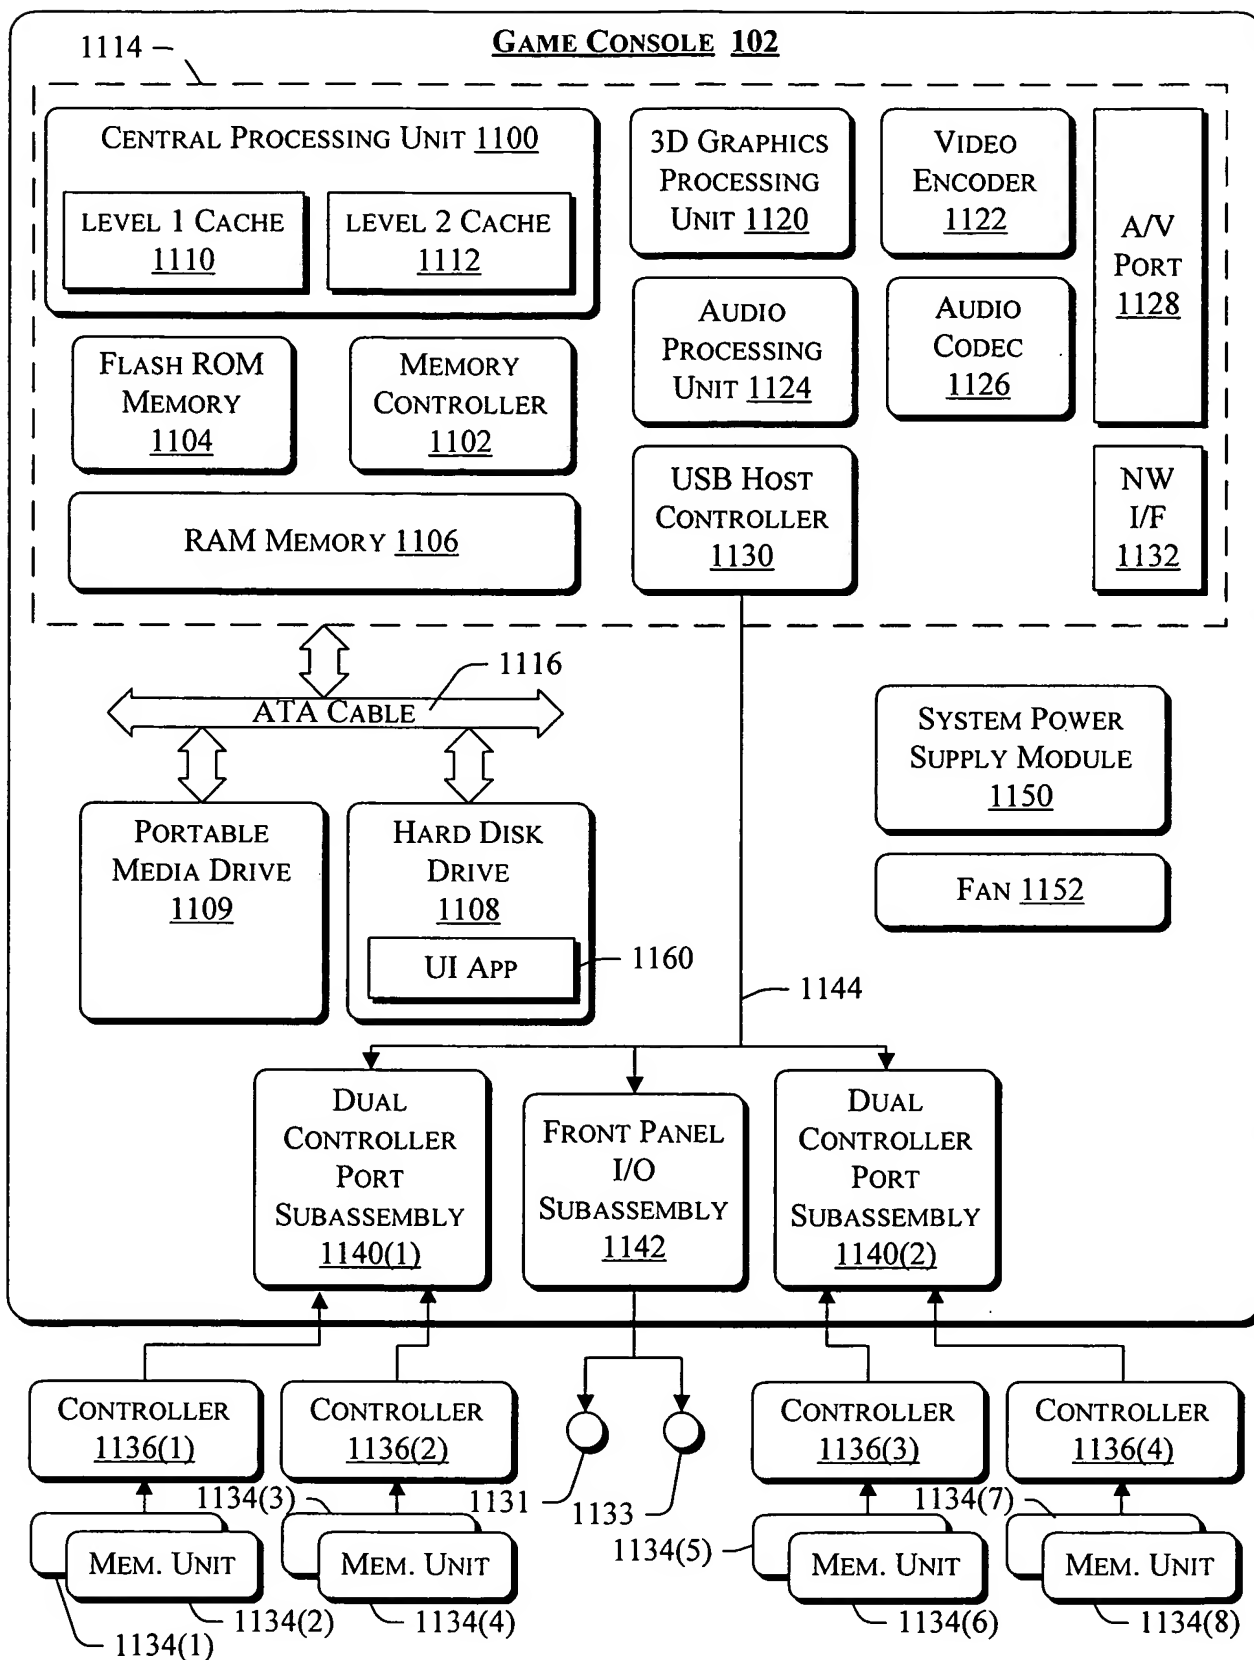 GAME CONSOLE 102
1114
CENTRAL PROCESSING UNIT 1100
LEVEL 1 CACHE
1110
LEVEL 2 CACHE
1112
3D GRAPHICS
PROCESSING
UNIT 1120
VIDEO
ENCODER
1122
A/V
PORT
1128
FLASH ROM
MEMORY
1104
MEMORY
CONTROLLER
1102
AUDIO
PROCESSING
UNIT 1124
AUDIO
CODEC
1126
RAM MEMORY 1106
USB HOST
CONTROLLER
1130
NW
I/F
1132
1116
ATA CABLE
SYSTEM POWER
SUPPLY MODULE
1150
PORTABLE
MEDIA DRIVE
1109
HARD DISK
DRIVE
1108
UI APP
1160
FAN 1152
1144
DUAL
CONTROLLER
PORT
SUBASSEMBLY
1140(1)
FRONT PANEL
I/O
SUBASSEMBLY
1142
DUAL
CONTROLLER
PORT
SUBASSEMBLY
1140(2)
CONTROLLER
1136(1)
CONTROLLER
1136(2)
CONTROLLER
1136(3)
CONTROLLER
1136(4)
1134(3)
1131
1133
1134(5)
1134(7)
MEM. UNIT
MEM. UNIT
MEM. UNIT
MEM. UNIT
1134(1)
1134(2)
1134(4)
1134(6)
1134(8)